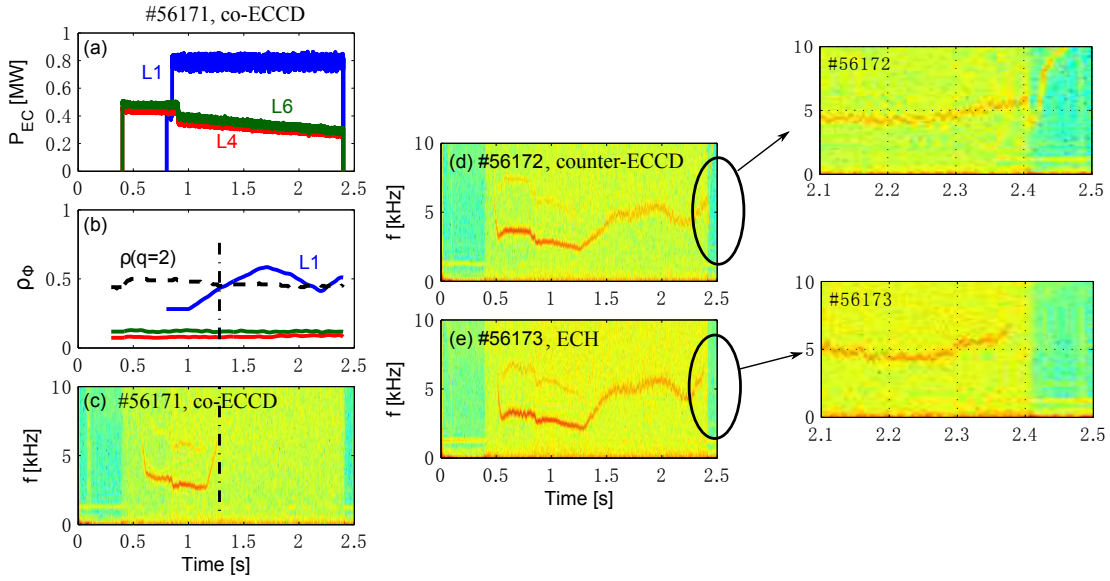 #56171, co-ECCD
(a)
P_EC [MW]
1
0.8
0.6
0.4
0.2
0
L1
L6
L4
0 0.5 1 1.5 2 2.5
(b)
ρ_Φ
1
0.5
0
ρ(q=2)
L1
0 0.5 1 1.5 2 2.5
(c) #56171, co-ECCD
f [kHz]
10
5
0
0 0.5 1 1.5 2 2.5
Time [s]
(d) #56172, counter-ECCD
f [kHz]
10
5
0
0 0.5 1 1.5 2 2.5
(e) #56173, ECH
f [kHz]
10
5
0
0 0.5 1 1.5 2 2.5
Time [s]
#56172
10
5
0
2.1 2.2 2.3 2.4 2.5
#56173
10
5
0
2.1 2.2 2.3 2.4 2.5